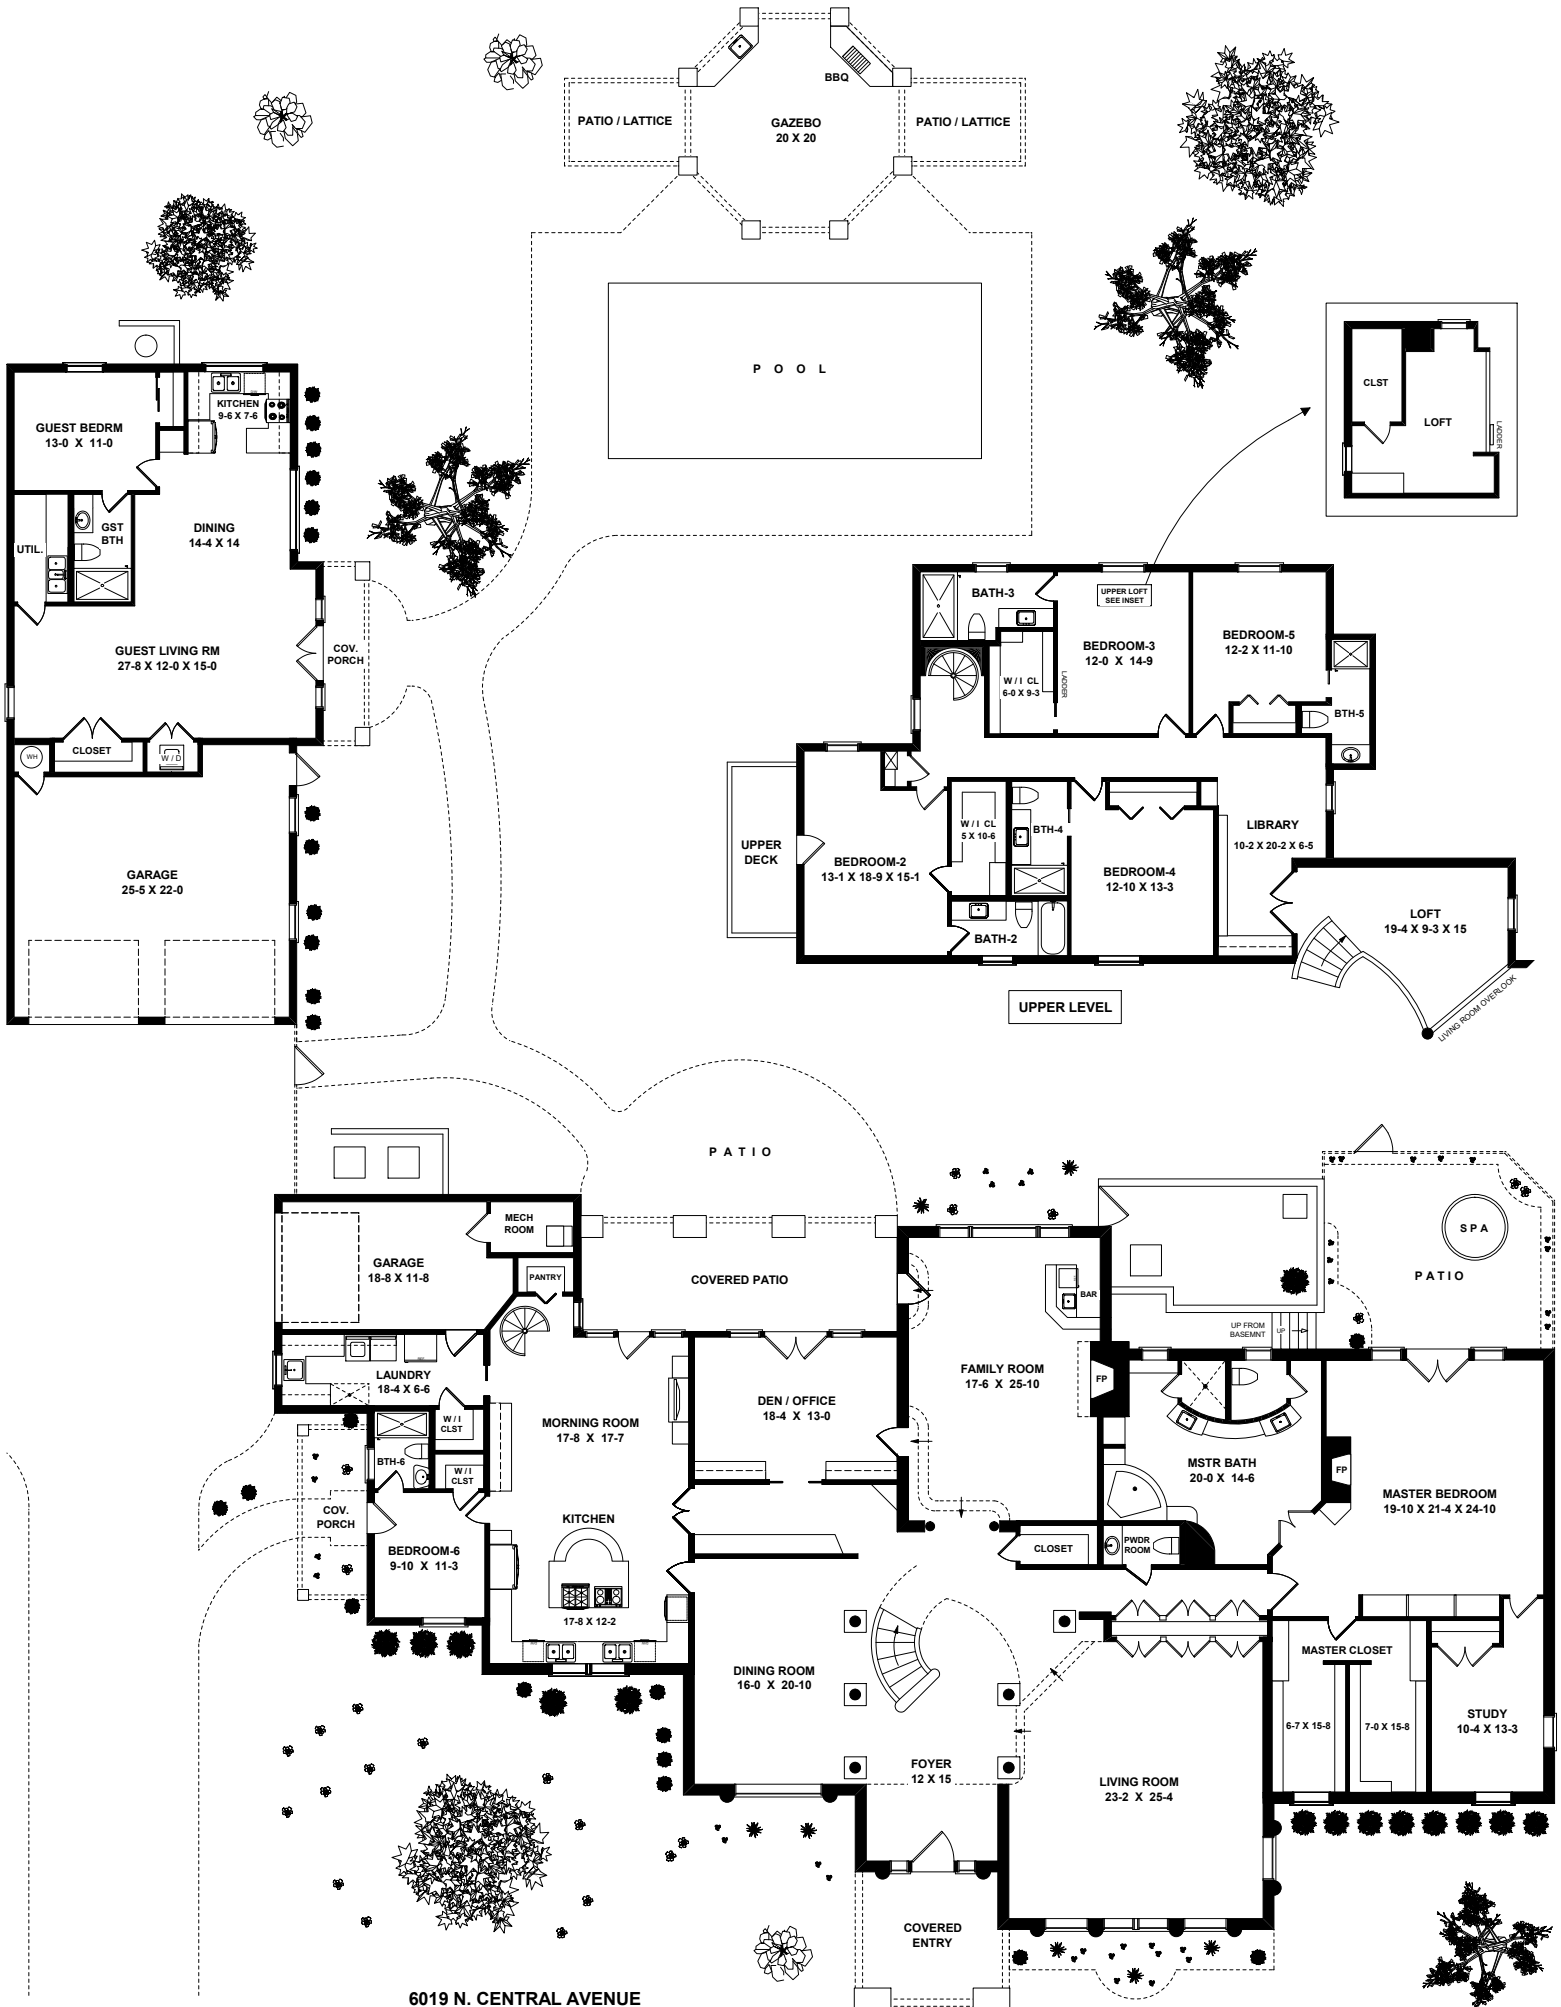 BBQ
PATIO / LATTICE
GAZEBO
20 X 20
PATIO / LATTICE
P O O L
CLST
LOFT
LADDER
KITCHEN
9-6 X 7-6
GUEST BEDRM
13-0 X 11-0
GST
BTH
DINING
14-4 X 14
UTIL.
GUEST LIVING RM
27-8 X 12-0 X 15-0
COV.
PORCH
CLOSET
WH
W / D
GARAGE
25-5 X 22-0
BATH-3
UPPER LOFT
SEE INSET
BEDROOM-3
12-0 X 14-9
BEDROOM-5
12-2 X 11-10
W / I CL
6-0 X 9-3
LADDER
BTH-5
W / I CL
5 X 10-6
BTH-4
LIBRARY
10-2 X 20-2 X 6-5
UPPER
DECK
BEDROOM-2
13-1 X 18-9 X 15-1
BEDROOM-4
12-10 X 13-3
BATH-2
LOFT
19-4 X 9-3 X 15
LIVING ROOM OVERLOOK
UPPER LEVEL
P A T I O
MECH
ROOM
GARAGE
18-8 X 11-8
PANTRY
COVERED PATIO
BAR
S P A
P A T I O
UP FROM
BASEMNT
UP
LAUNDRY
18-4 X 6-6
FAMILY ROOM
17-6 X 25-10
FP
DEN / OFFICE
18-4 X 13-0
W / I
CLST
MORNING ROOM
17-8 X 17-7
BTH-6
W / I
CLST
MSTR BATH
20-0 X 14-6
FP
MASTER BEDROOM
19-10 X 21-4 X 24-10
COV.
PORCH
KITCHEN
BEDROOM-6
9-10 X 11-3
CLOSET
PWDR
ROOM
17-8 X 12-2
DINING ROOM
16-0 X 20-10
MASTER CLOSET
6-7 X 15-8
7-0 X 15-8
STUDY
10-4 X 13-3
FOYER
12 X 15
LIVING ROOM
23-2 X 25-4
COVERED
ENTRY
6019 N. CENTRAL AVENUE